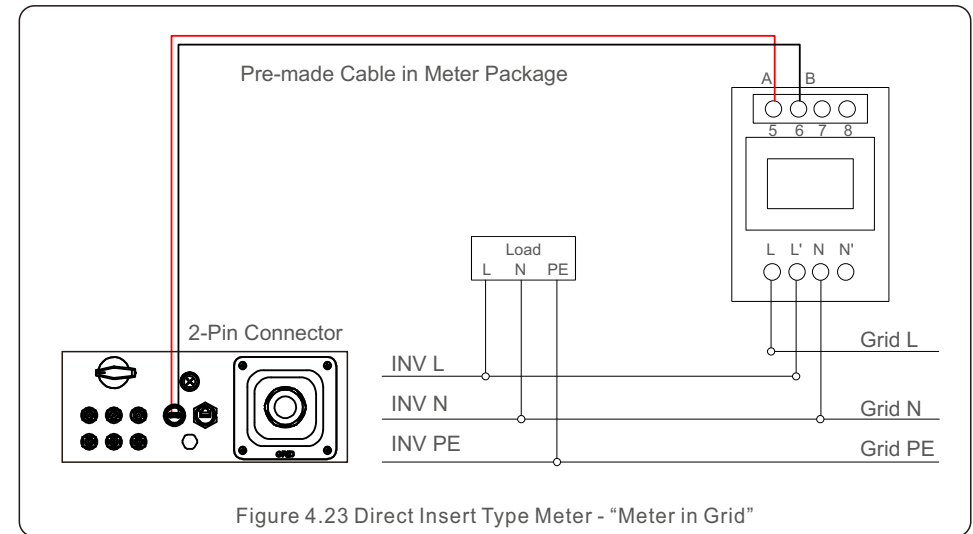 Pre-made Cable in Meter Package
A B
5 6 7 8
Load
L N PE
L L' N N'
2-Pin Connector
Grid L
INV L
INV N
Grid N
INV PE
Grid PE
GRID
Figure 4.23 Direct Insert Type Meter - “Meter in Grid”